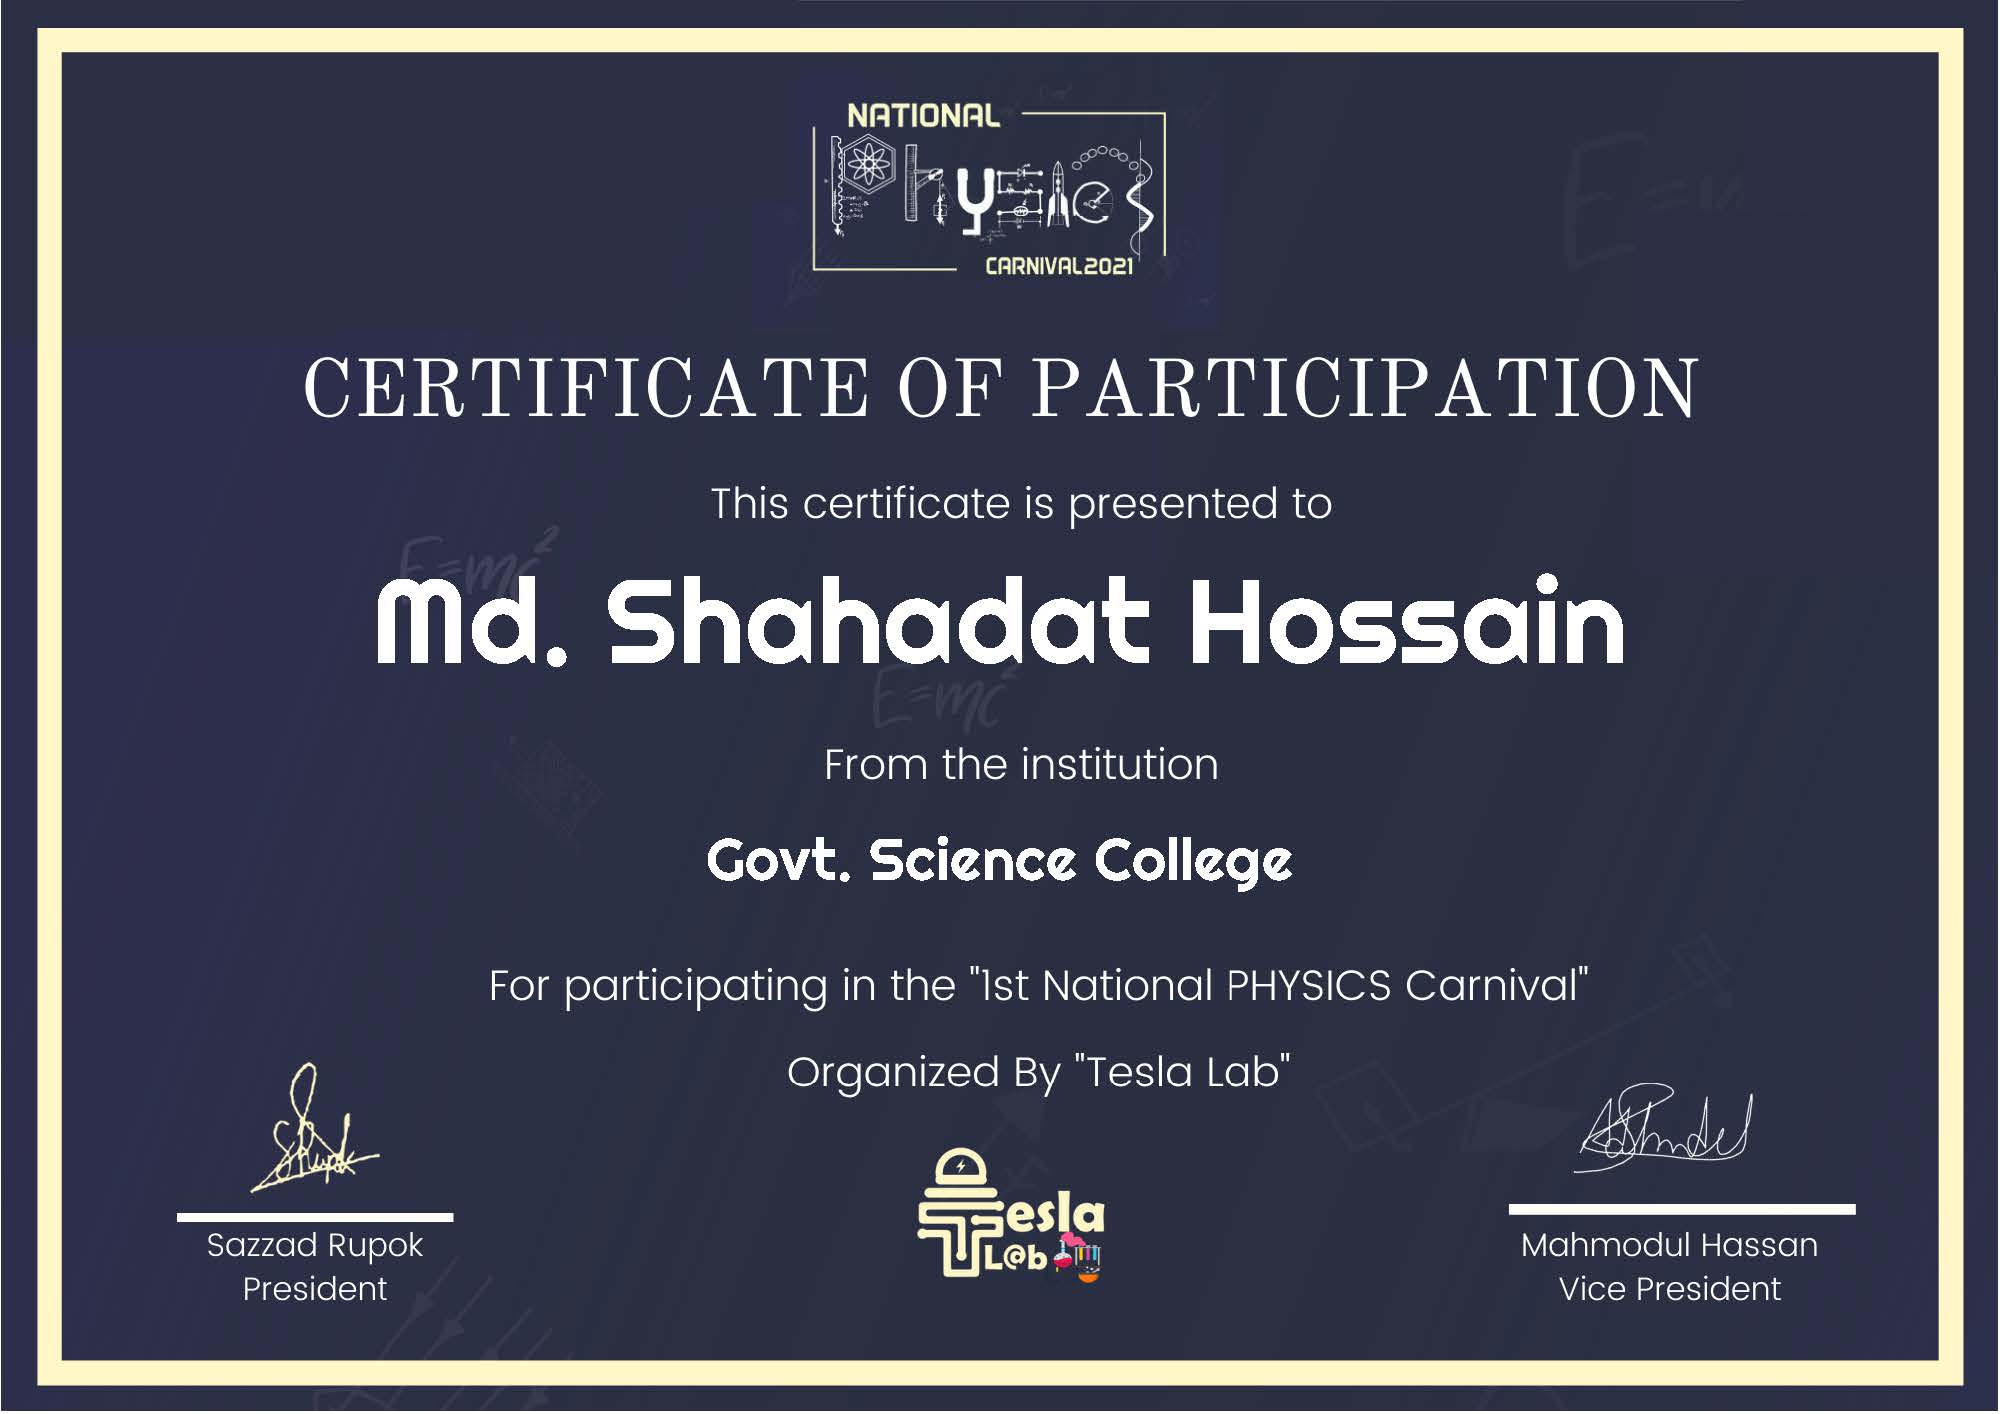 NATIONAL
Physics
CARNIVAL2021
CERTIFICATE OF PARTICIPATION
This certificate is presented to
E=mc²
Md. Shahadat Hossain
E=mc²
From the institution
Govt. Science College
For participating in the "1st National PHYSICS Carnival"
Organized By "Tesla Lab"
Tesla
L@b
Sazzad Rupok
President
Mahmodul Hassan
Vice President